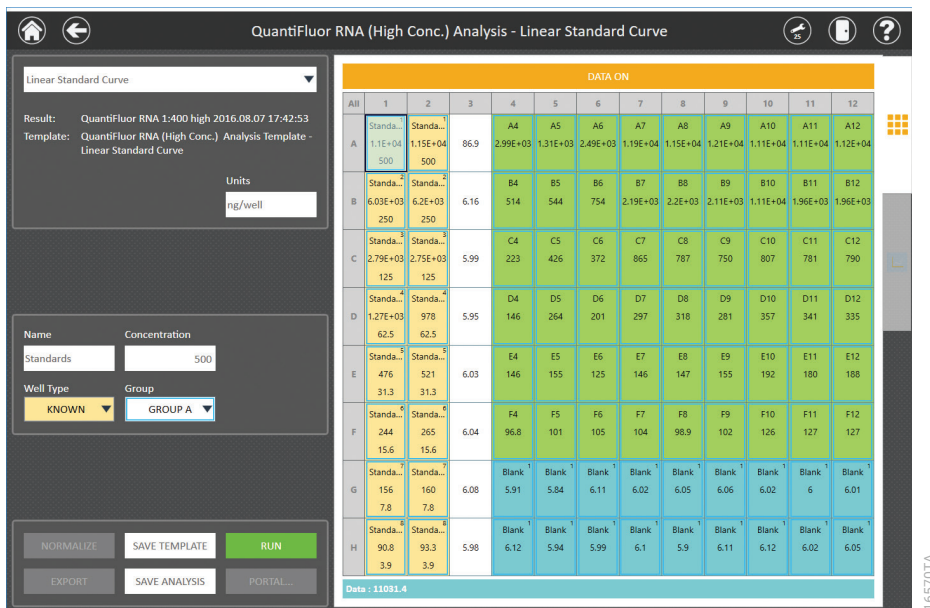 QuantiFluor RNA (High Conc.) Analysis - Linear Standard Curve
25
?
Linear Standard Curve
Result: QuantiFluor RNA 1:400 high 2016.08.07 17:42:53
Template: QuantiFluor RNA (High Conc.) Analysis Template -
Linear Standard Curve
Units
ng/well
Name Concentration
Standards 500
Well Type Group
KNOWN GROUP A
NORMALIZE SAVE TEMPLATE RUN
EXPORT SAVE ANALYSIS PORTAL...
DATA ON
All 1 2 3 4 5 6 7 8 9 10 11 12
Standa... 1 Standa... 1 A4 A5 A6 A7 A8 A9 A10 A11 A12
A 1.1E+04 1.15E+04 86.9 2.99E+03 1.31E+03 2.49E+03 1.19E+04 1.15E+04 1.21E+04 1.11E+04 1.11E+04 1.12E+04
500 500
Standa... 2 Standa... 2 B4 B5 B6 B7 B8 B9 B10 B11 B12
B 6.03E+03 6.2E+03 6.16 514 544 754 2.19E+03 2.2E+03 2.11E+03 1.11E+04 1.96E+03 1.96E+03
250 250
Standa... 3 Standa... 3 C4 C5 C6 C7 C8 C9 C10 C11 C12
C 2.79E+03 2.75E+03 5.99 223 426 372 865 787 750 807 781 790
125 125
Standa... 4 Standa... 4 D4 D5 D6 D7 D8 D9 D10 D11 D12
D 1.27E+03 978 5.95 146 264 201 297 318 281 357 341 335
62.5 62.5
Standa... 5 Standa... 5 E4 E5 E6 E7 E8 E9 E10 E11 E12
E 476 521 6.03 146 155 125 146 147 155 192 180 188
31.3 31.3
Standa... 6 Standa... 6 F4 F5 F6 F7 F8 F9 F10 F11 F12
F 244 265 6.04 96.8 101 105 104 98.9 102 126 127 127
15.6 15.6
Standa... 7 Standa... 7 Blank 1 Blank 1 Blank 1 Blank 1 Blank 1 Blank 1 Blank 1 Blank 1 Blank 1
G 156 160 6.08 5.91 5.84 6.11 6.02 6.05 6.06 6.02 6 6.01
7.8 7.8
Standa... 8 Standa... 8 Blank 1 Blank 1 Blank 1 Blank 1 Blank 1 Blank 1 Blank 1 Blank 1 Blank 1
H 90.8 93.3 5.98 6.12 5.94 5.99 6.1 5.9 6.11 6.12 6.02 6.05
3.9 3.9
Data : 11031.4
16570TA